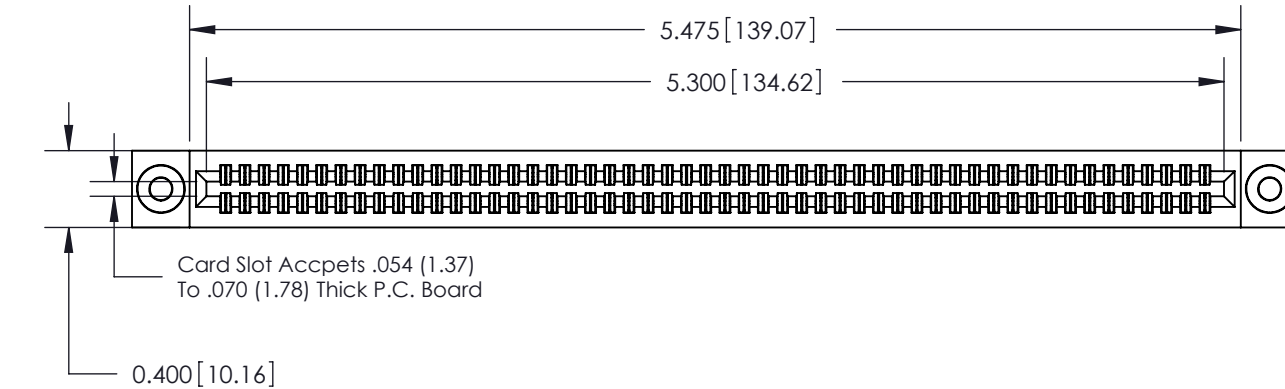 5.475 [139.07]
5.300 [134.62]
Card Slot Accpets .054 (1.37)
To .070 (1.78) Thick P.C. Board
0.400 [10.16]